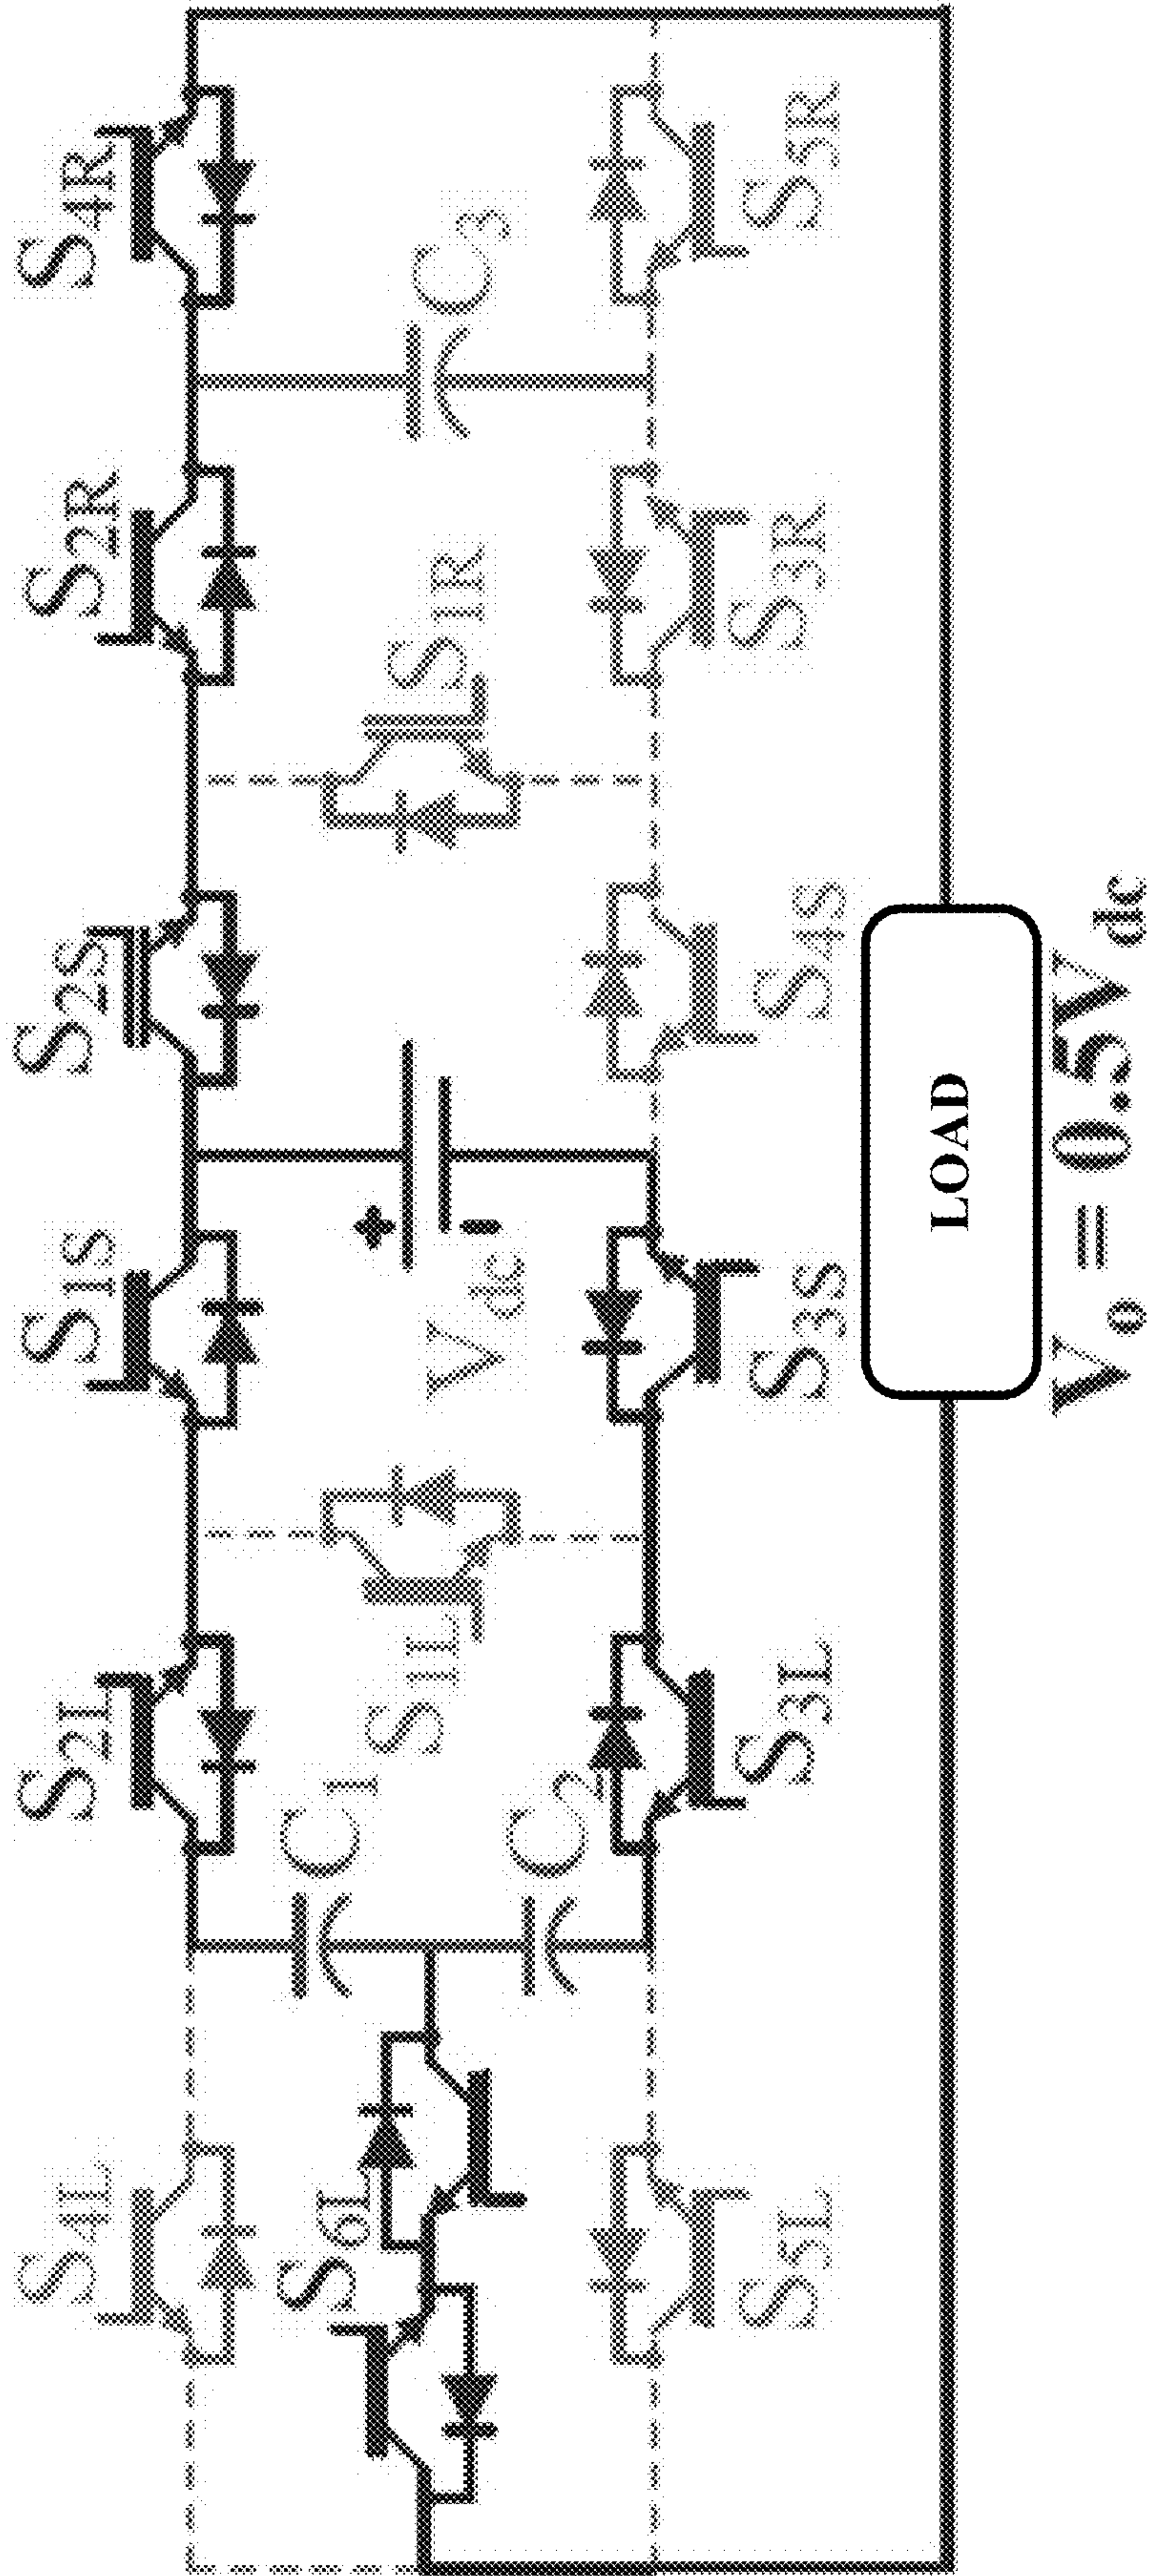 S4L
S2L
S1S
S2S
S2R
S4R
S6L
C1
C2
S1L
+
-
Vdc
S1R
C3
S5L
S3L
S3S
S4S
S3R
S5R
LOAD
Vo = 0.5Vdc